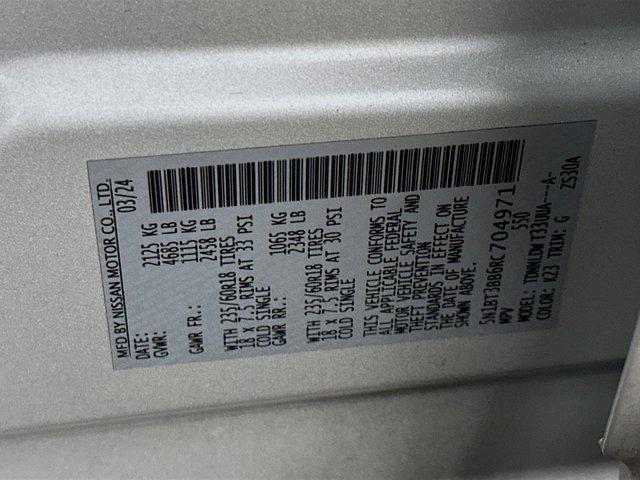 MFD BY NISSAN MOTOR CO., LTD.
DATE: 03/24
GVWR: 2125 KG
4685 LB
GAWR FR.: 1115 KG
2458 LB
WITH 235/60R18 TIRES
18 x 7.5 RIMS AT 33 PSI
COLD SINGLE
GAWR RR.: 1065 KG
2348 LB
WITH 235/60R18 TIRES
18 x 7.5 RIMS AT 30 PSI
COLD SINGLE
THIS VEHICLE CONFORMS TO
ALL APPLICABLE FEDERAL
MOTOR VEHICLE SAFETY AND
THEFT PREVENTION
STANDARDS IN EFFECT ON
THE DATE OF MANUFACTURE
SHOWN ABOVE.
5N1BT3BB6RC704971
MPV 550
MODEL:
COLOR: K23 TRIM: G ZS30A